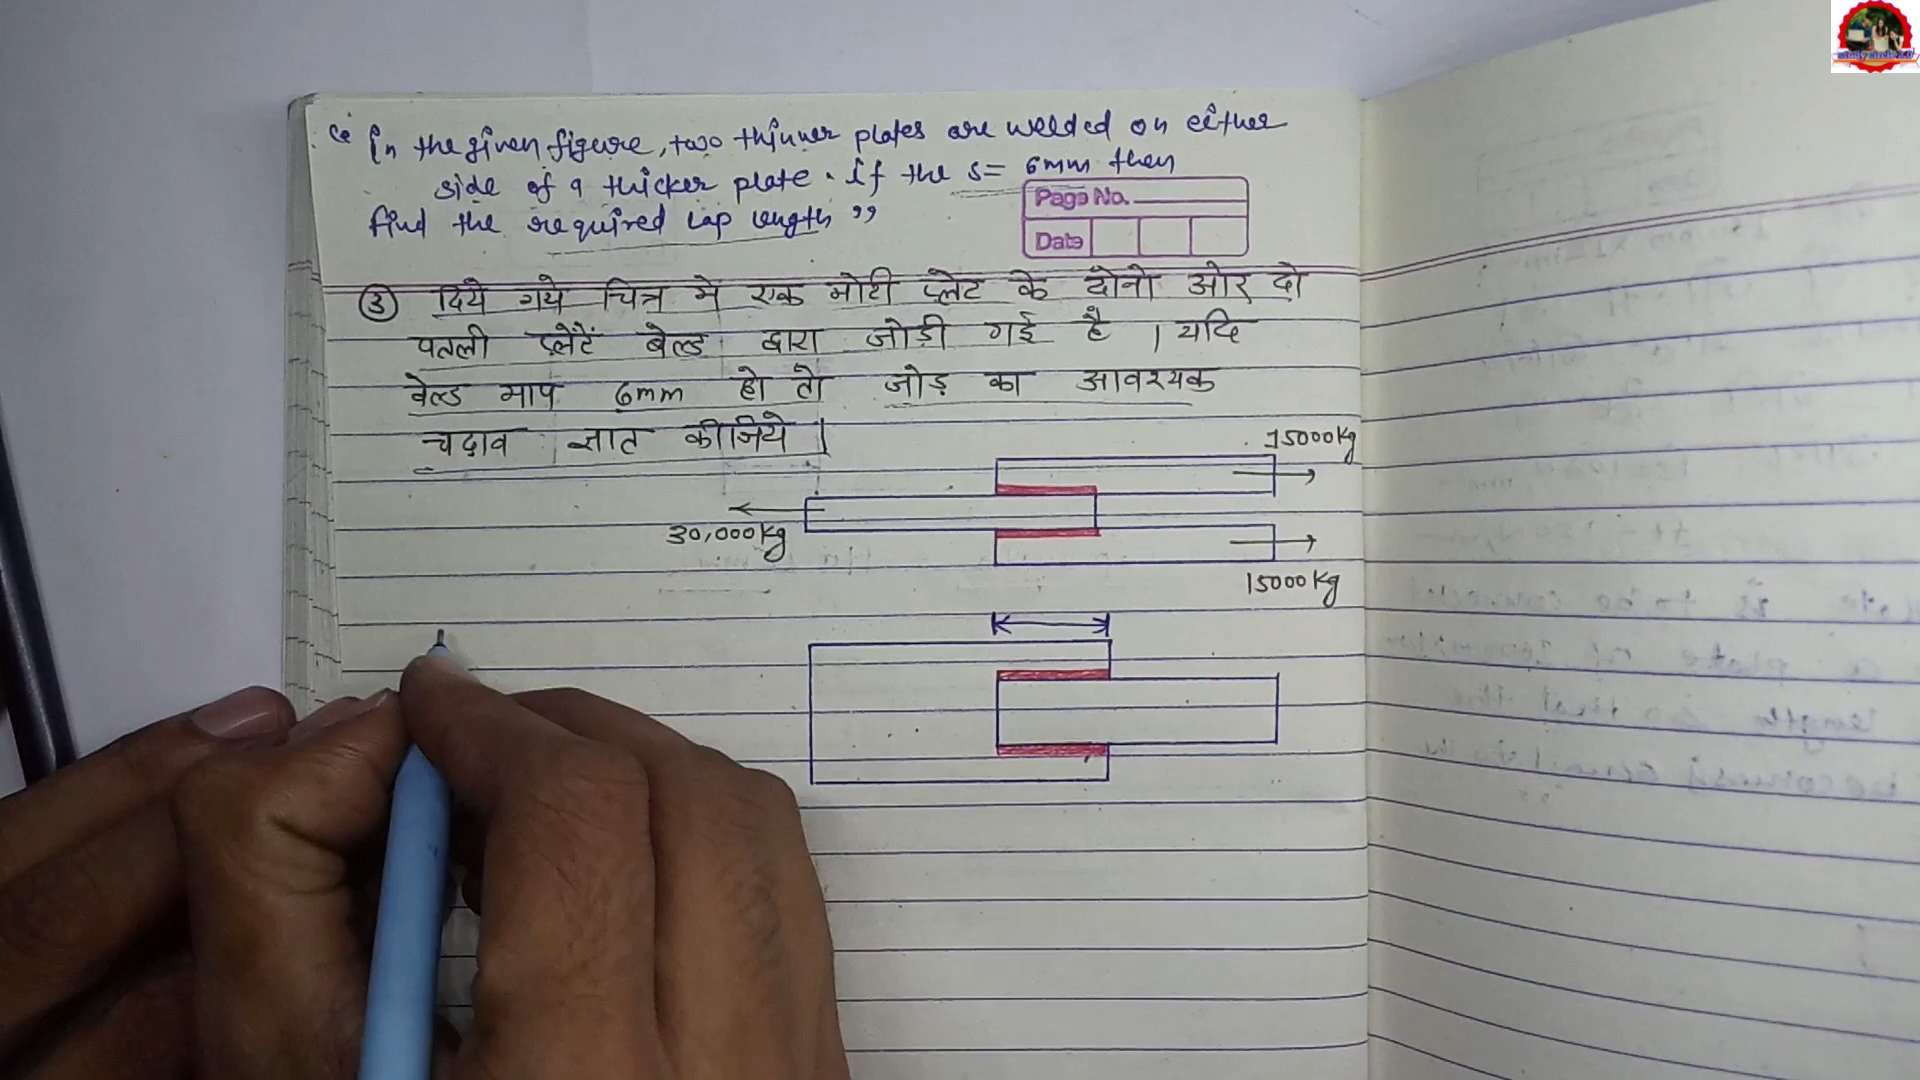 “ In the given figure, two thinner plates are welded on either
side of a thicker plate. If the s= 6mm then
find the required lap length ”
Page No.
Date
③ दिये गये चित्र मे एक मोटी प्लेट के दोनो ओर दो
पतली प्लेटें वेल्ड द्वारा जोड़ी गई है । यदि
वेल्ड माप 6mm हो तो जोड़ का आवश्यक
चढ़ाव ज्ञात कीजिये |
15000Kg
30,000Kg
15000Kg